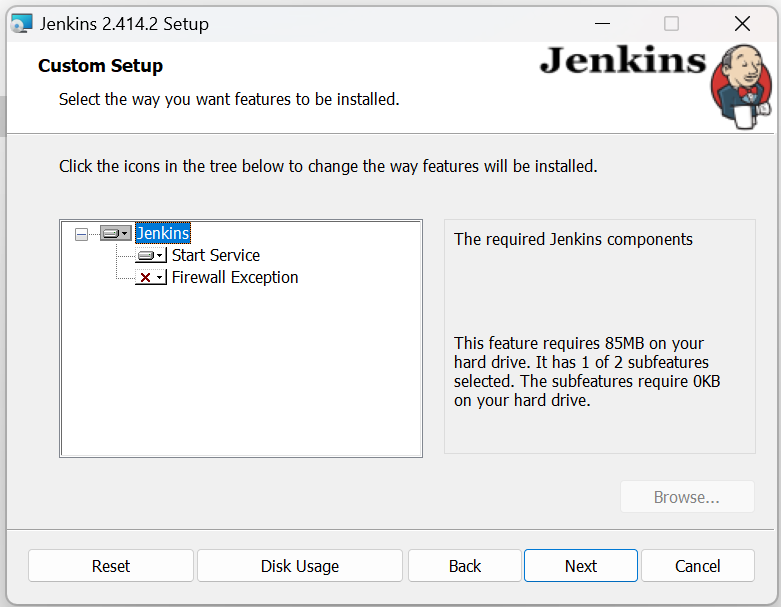 Jenkins 2.414.2 Setup
Custom Setup
Select the way you want features to be installed.
Jenkins
Click the icons in the tree below to change the way features will be installed.
Jenkins
Start Service
Firewall Exception
The required Jenkins components
This feature requires 85MB on your
hard drive. It has 1 of 2 subfeatures
selected. The subfeatures require 0KB
on your hard drive.
Browse...
Reset
Disk Usage
Back
Next
Cancel